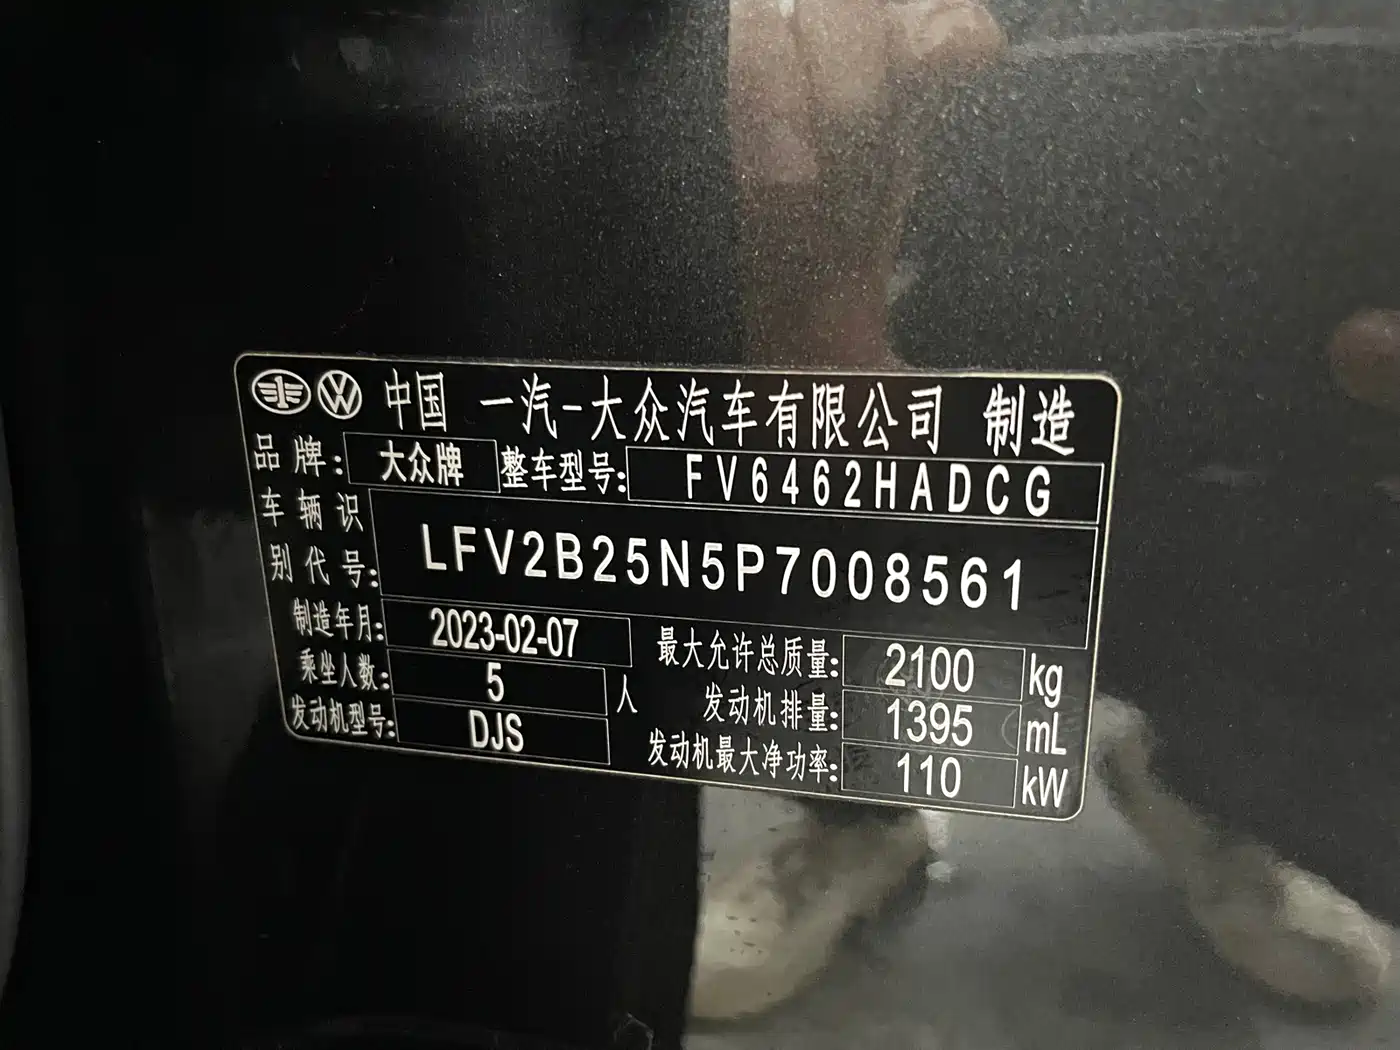 中国 一汽-大众汽车有限公司 制造
品牌: 大众牌 整车型号: FV6462HADCG
车辆识别代号: LFV2B25N5P7008561
制造年月: 2023-02-07 最大允许总质量: 2100 kg
乘坐人数: 5 人 发动机排量: 1395 mL
发动机型号: DJS 发动机最大净功率: 110 kW